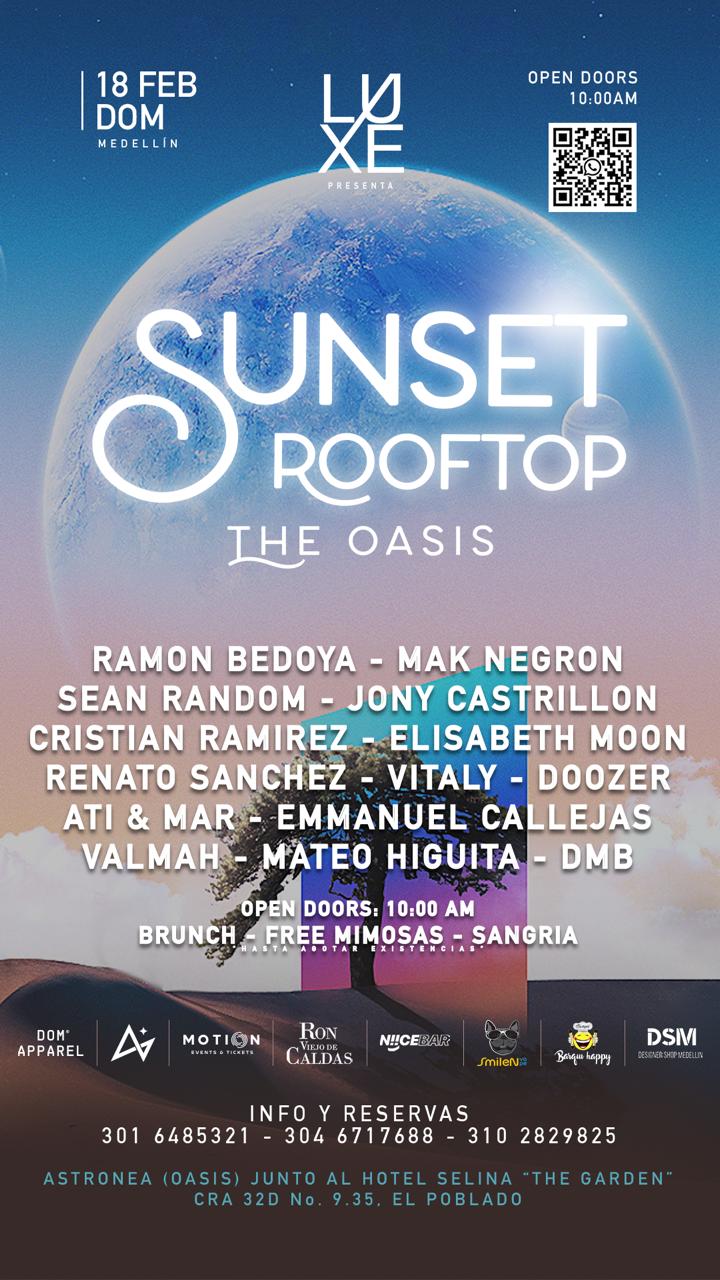 18 FEB
DOM
MEDELLÍN
LUXE
PRESENTA
OPEN DOORS
10:00AM
SUNSET
ROOFTOP
THE OASIS
RAMON BEDOYA - MAK NEGRON
SEAN RANDOM - JONY CASTRILLON
CRISTIAN RAMIREZ - ELISABETH MOON
RENATO SANCHEZ - VITALY - DOOZER
ATI & MAR - EMMANUEL CALLEJAS
VALMAH - MATEO HIGUITA - DMB
OPEN DOORS: 10:00 AM
BRUNCH - FREE MIMOSAS - SANGRIA
"HASTA AGOTAR EXISTENCIAS"
DOM®
APPAREL
MOTION
EVENTS & TICKETS
RON
VIEJO DE
CALDAS
NIICEBAR
SmileN
Barqui happy
DSM
DESIGNER SHOP MEDELLIN
INFO Y RESERVAS
301 6485321 - 304 6717688 - 310 2829825
ASTRONEA (OASIS) JUNTO AL HOTEL SELINA "THE GARDEN"
CRA 32D No. 9.35, EL POBLADO